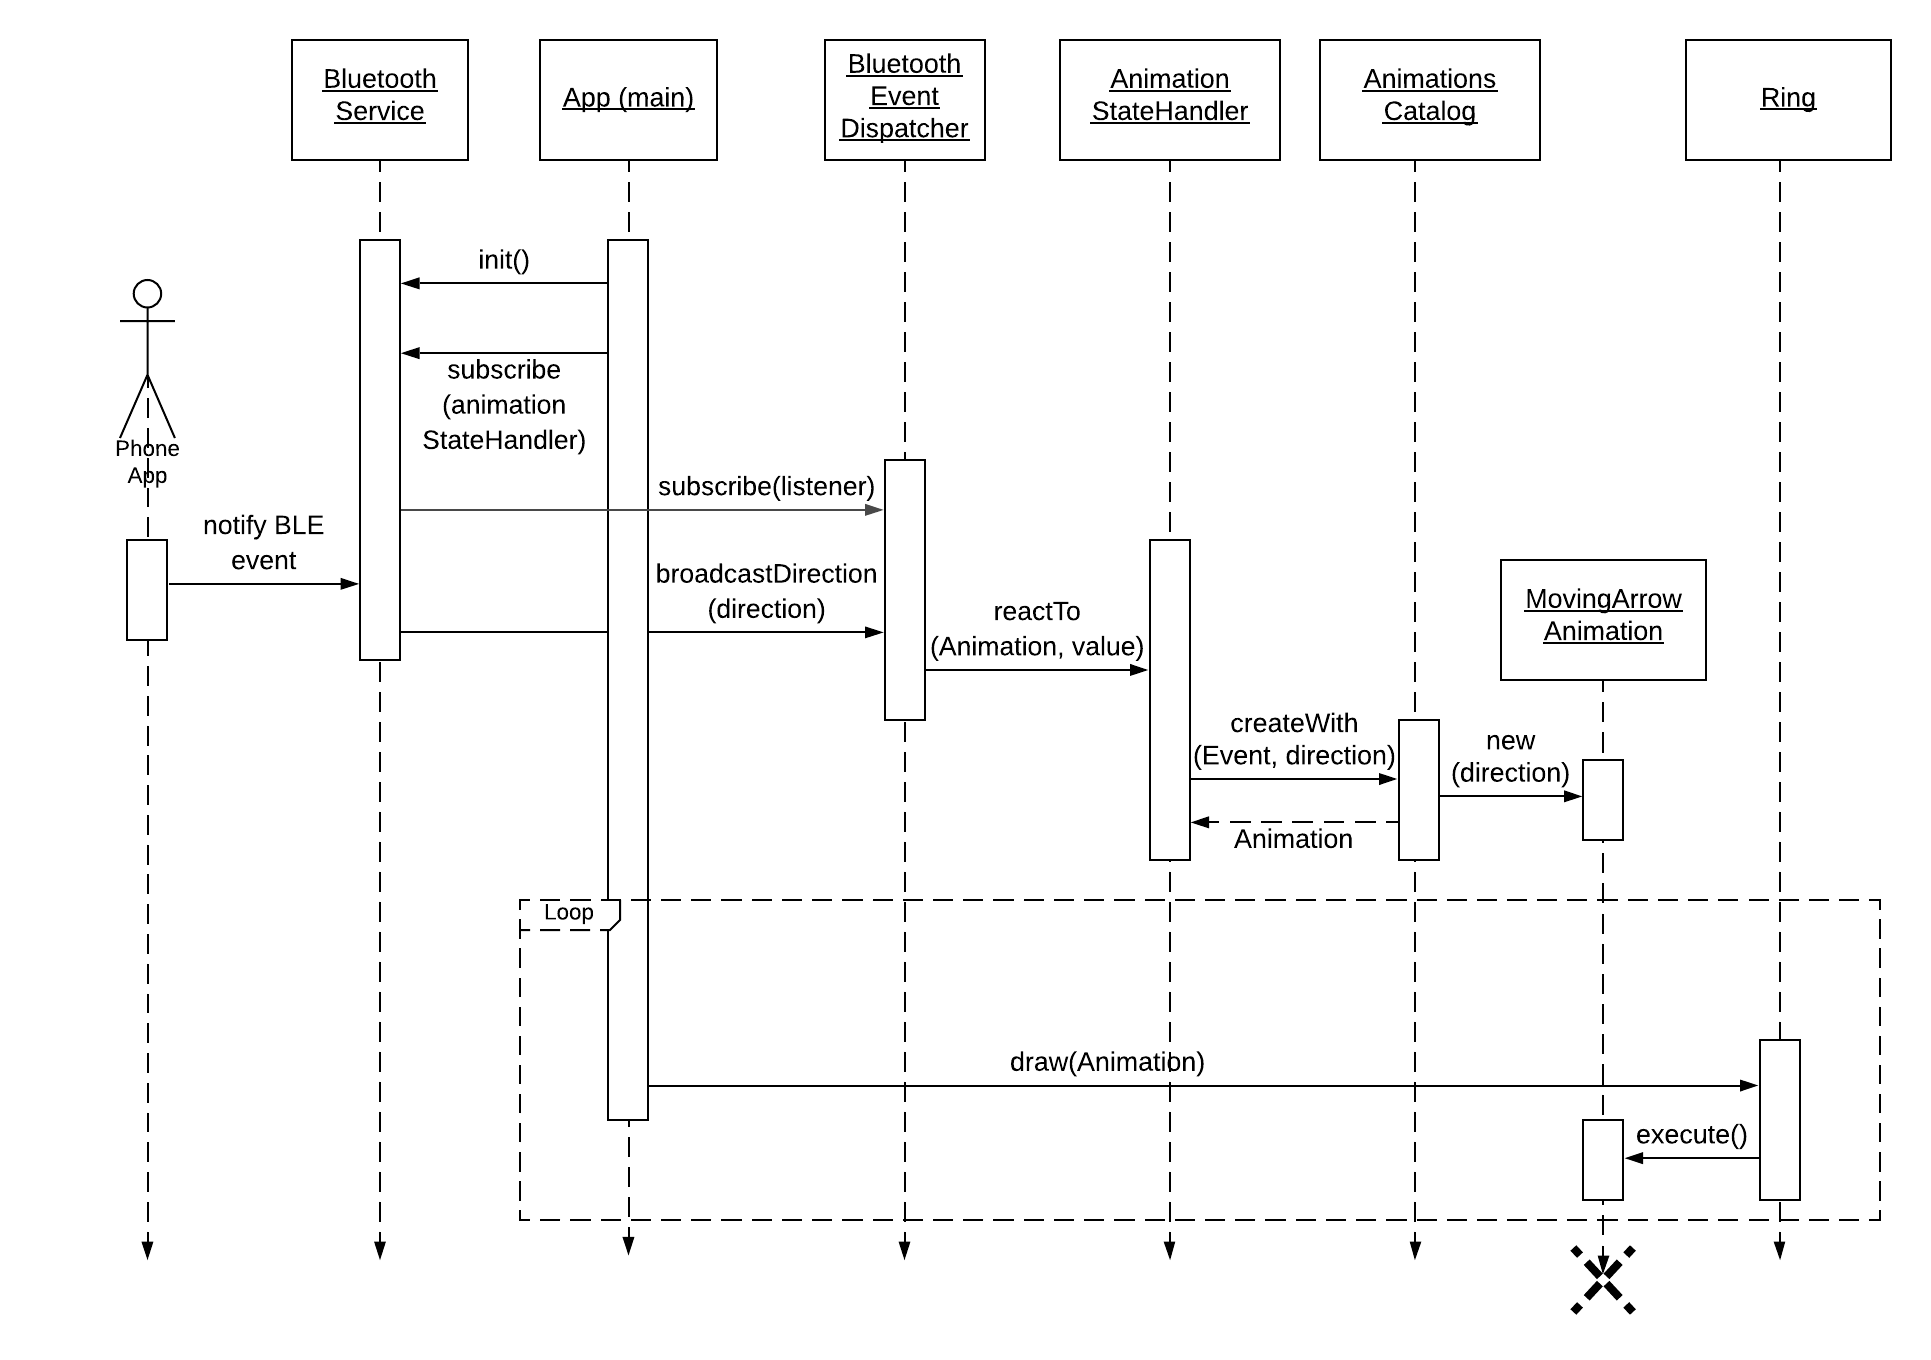 Bluetooth
Service
App (main)
Bluetooth
Event
Dispatcher
Animation
StateHandler
Animations
Catalog
Ring
init()
subscribe
(animation
StateHandler)
Phone
App
subscribe(listener)
notify BLE
event
broadcastDirection
(direction)
reactTo
(Animation, value)
MovingArrow
Animation
createWith
(Event, direction)
new
(direction)
Animation
Loop
draw(Animation)
execute()